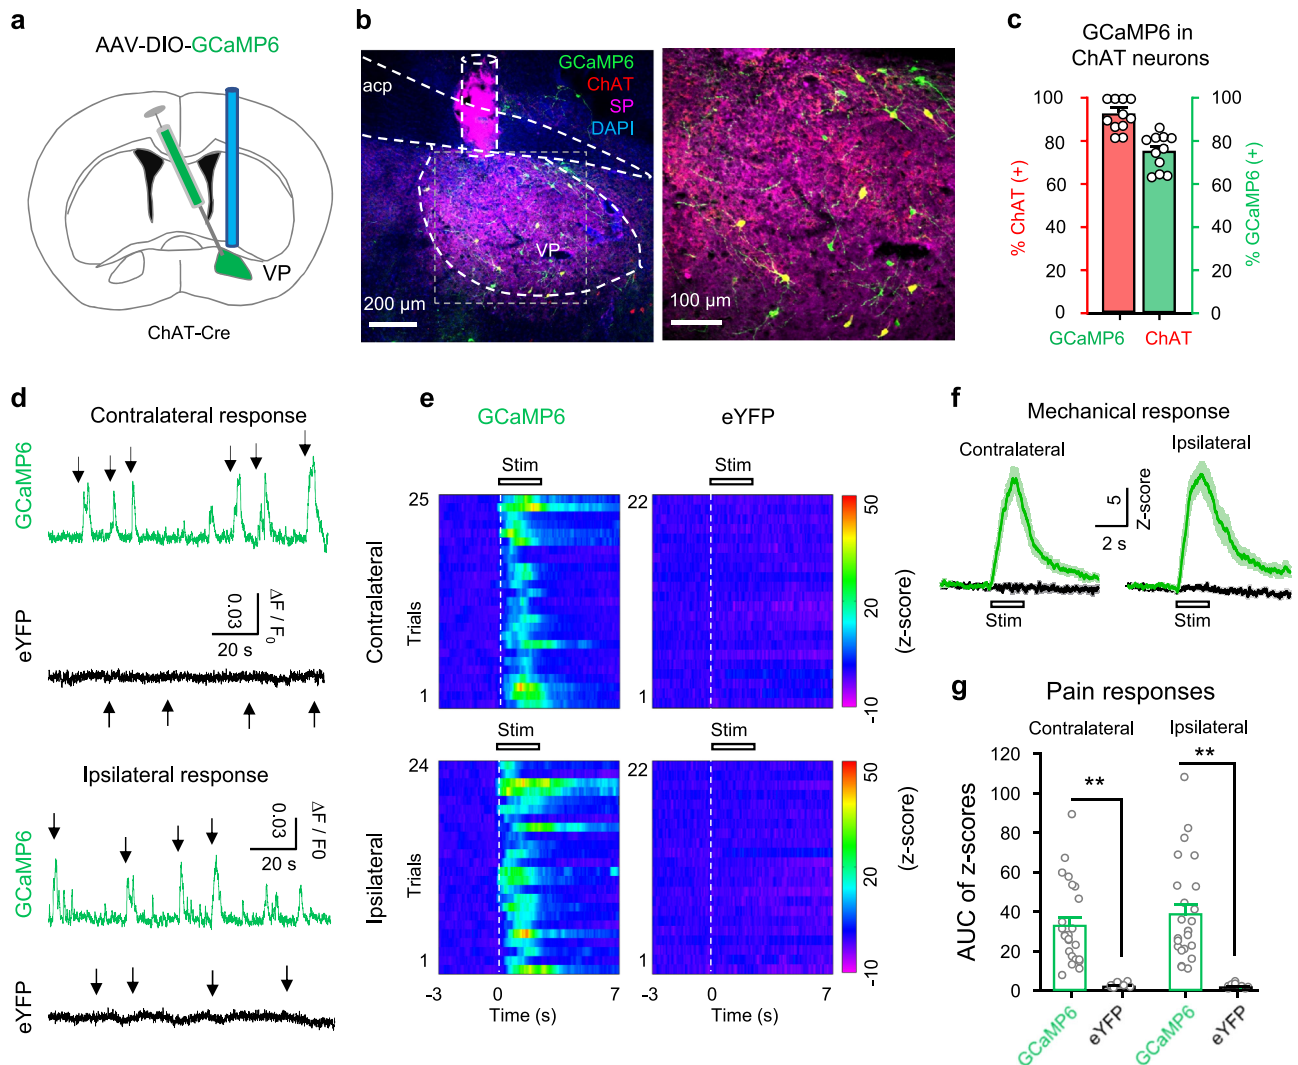 a
AAV-DIO-GCaMP6
VP
ChAT-Cre
b
acp
GCaMP6
ChAT
SP
DAPI
VP
200 µm
100 µm
c
GCaMP6 in
ChAT neurons
% ChAT (+)
100
80
60
40
20
0
100
80
60
40
20
0
% GCaMP6 (+)
GCaMP6
ChAT
d
Contralateral response
GCaMP6
eYFP
0.03
ΔF / F0
20 s
Ipsilateral response
GCaMP6
0.03
ΔF / F0
20 s
eYFP
e
GCaMP6
eYFP
Stim
Stim
Contralateral
Trials
25
1
22
1
50
20
-10
(z-score)
Stim
Stim
Ipsilateral
Trials
24
1
22
1
50
20
-10
(z-score)
-3
0
7
0
7
Time (s)
Time (s)
f
Mechanical response
Contralateral
Ipsilateral
5
Z-score
2 s
Stim
Stim
g
Pain responses
Contralateral
Ipsilateral
AUC of z-scores
120
100
80
60
40
20
0
**
**
GCaMP6
eYFP
GCaMP6
eYFP